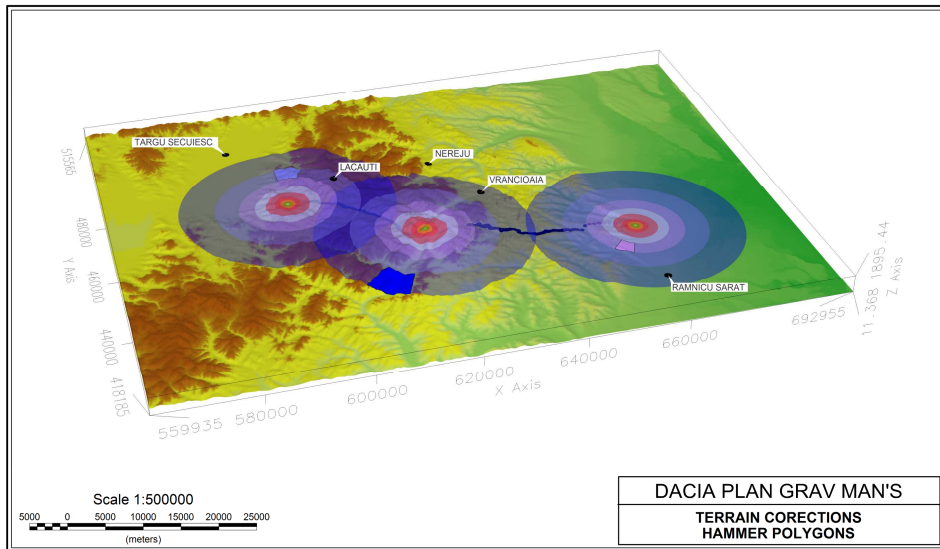 TARGU SECUIESC
LACAUTI
NEREJU
VRANCIOAIA
RAMNICU SARAT
515565
480000
Y Axis
460000
440000
418185
559935
580000
600000
620000
X Axis
640000
660000
692955
11.368 1895.44
Z Axis
Scale 1:500000
5000 0 5000 10000 15000 20000 25000
(meters)
DACIA PLAN GRAV MAN'S
TERRAIN CORECTIONS
HAMMER POLYGONS